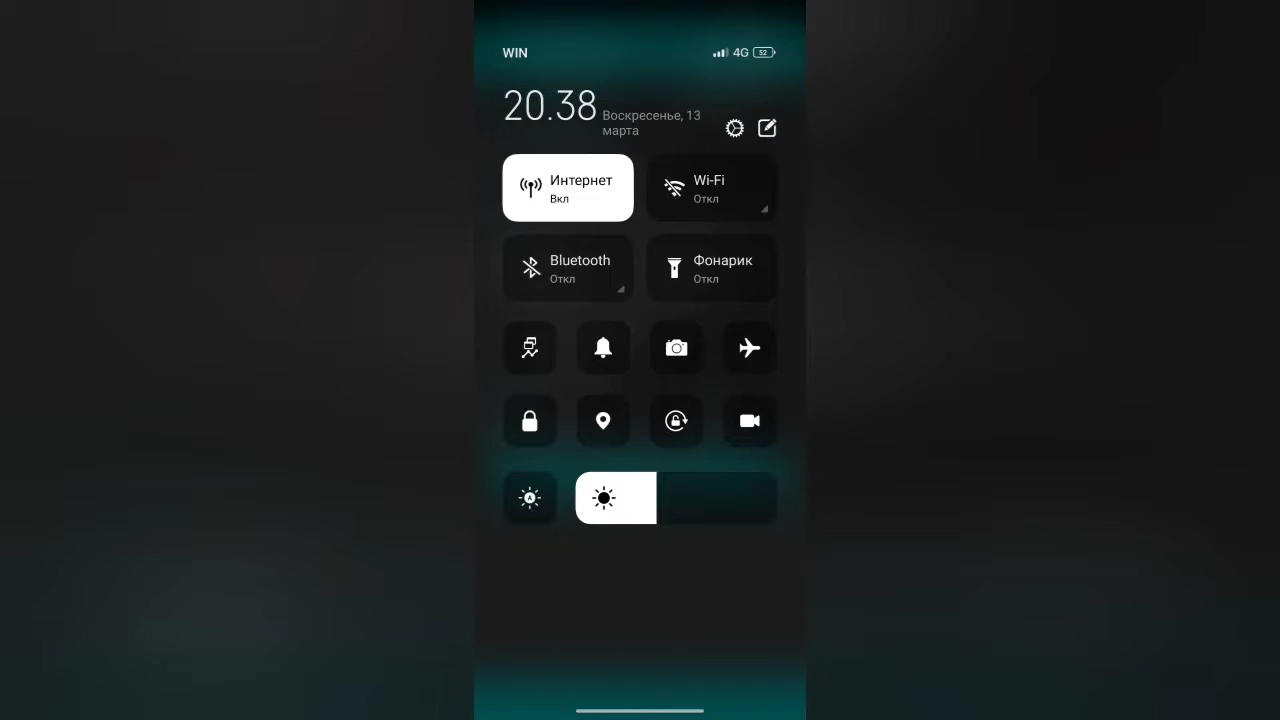 WIN
4G 52
20.38
Воскресенье, 13
марта
Интернет
Вкл
Wi-Fi
Откл
Bluetooth
Откл
Фонарик
Откл
A